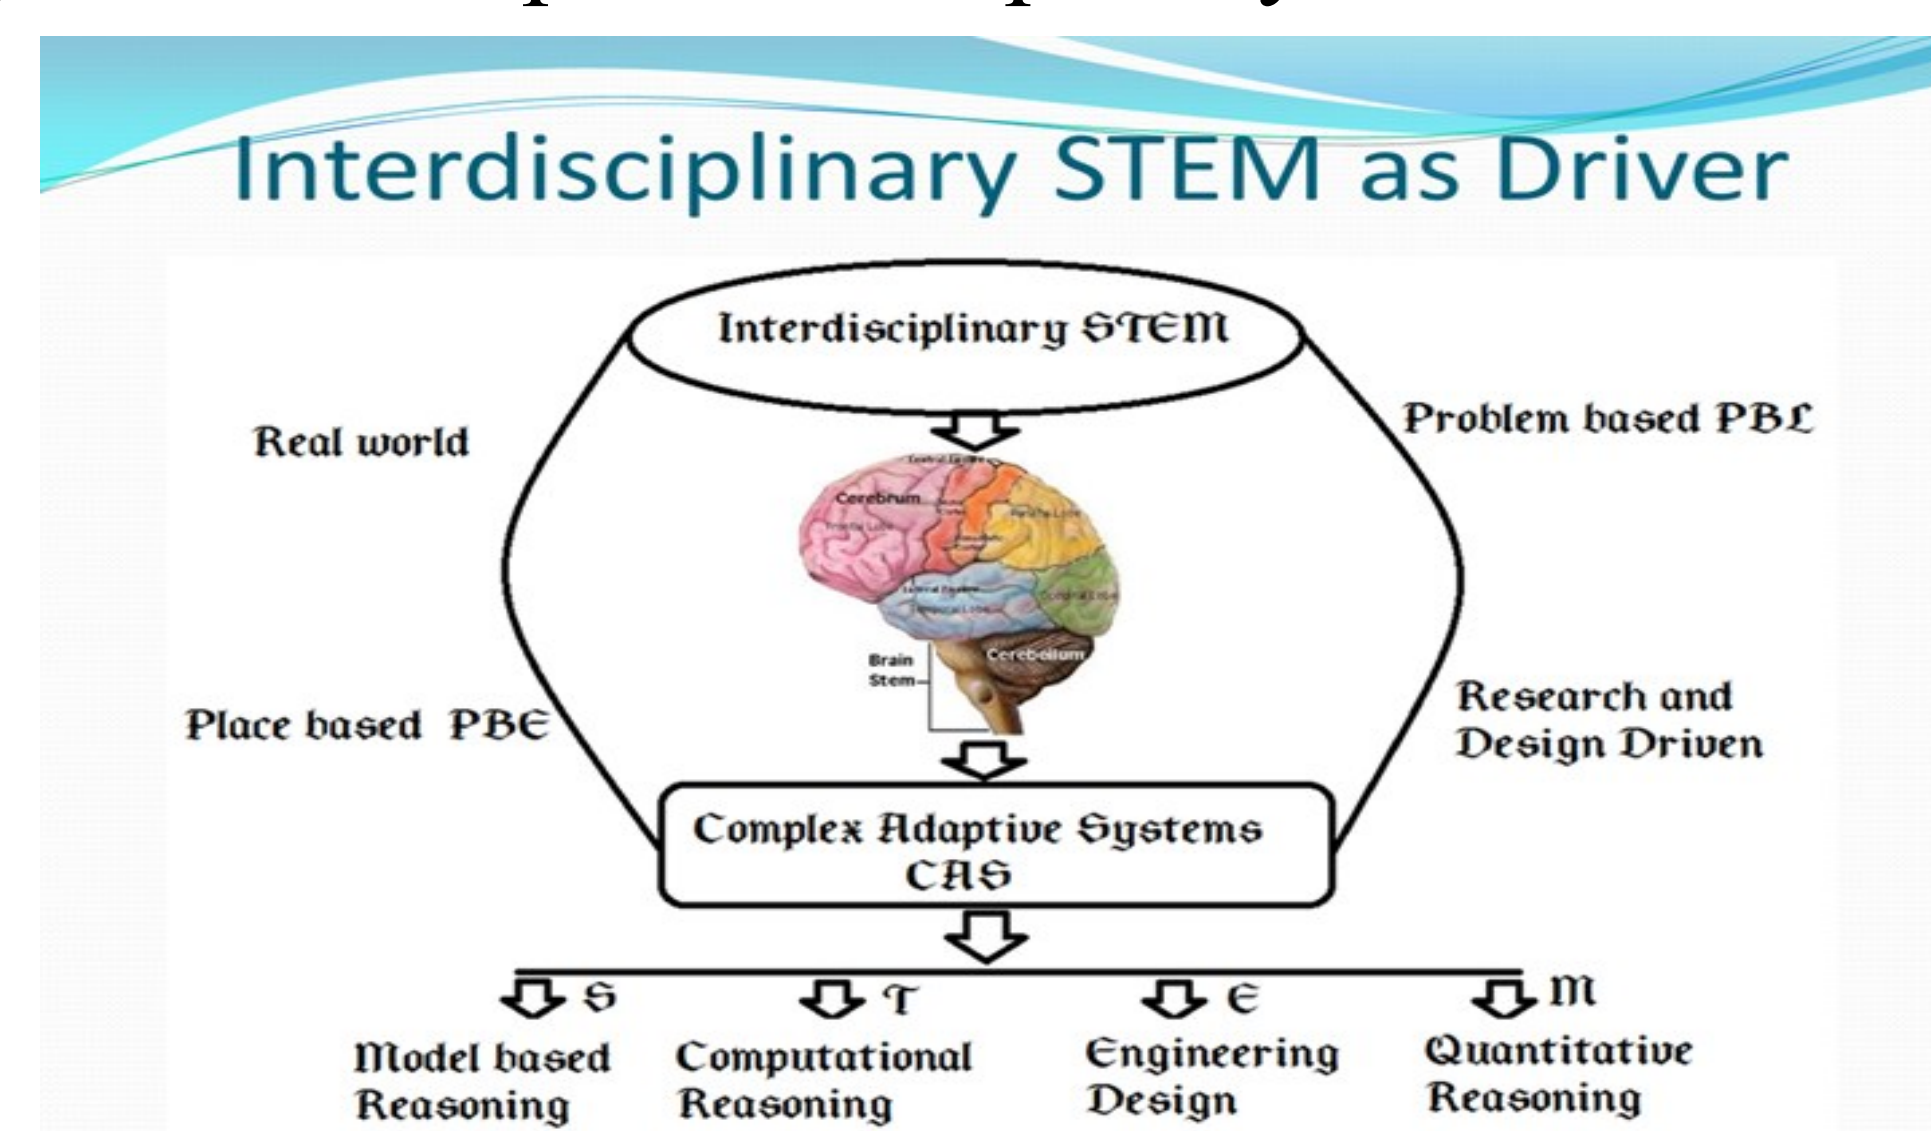 Interdisciplinary STEM as Driver
Interdisciplinary STEM
Real world
Problem based PBL
Cerebrum
Brain
Stem
Cerebellum
Place based PBE
Research and
Design Driven
Complex Adaptive Systems
CAS
S
T
E
M
Model based
Reasoning
Computational
Reasoning
Engineering
Design
Quantitative
Reasoning